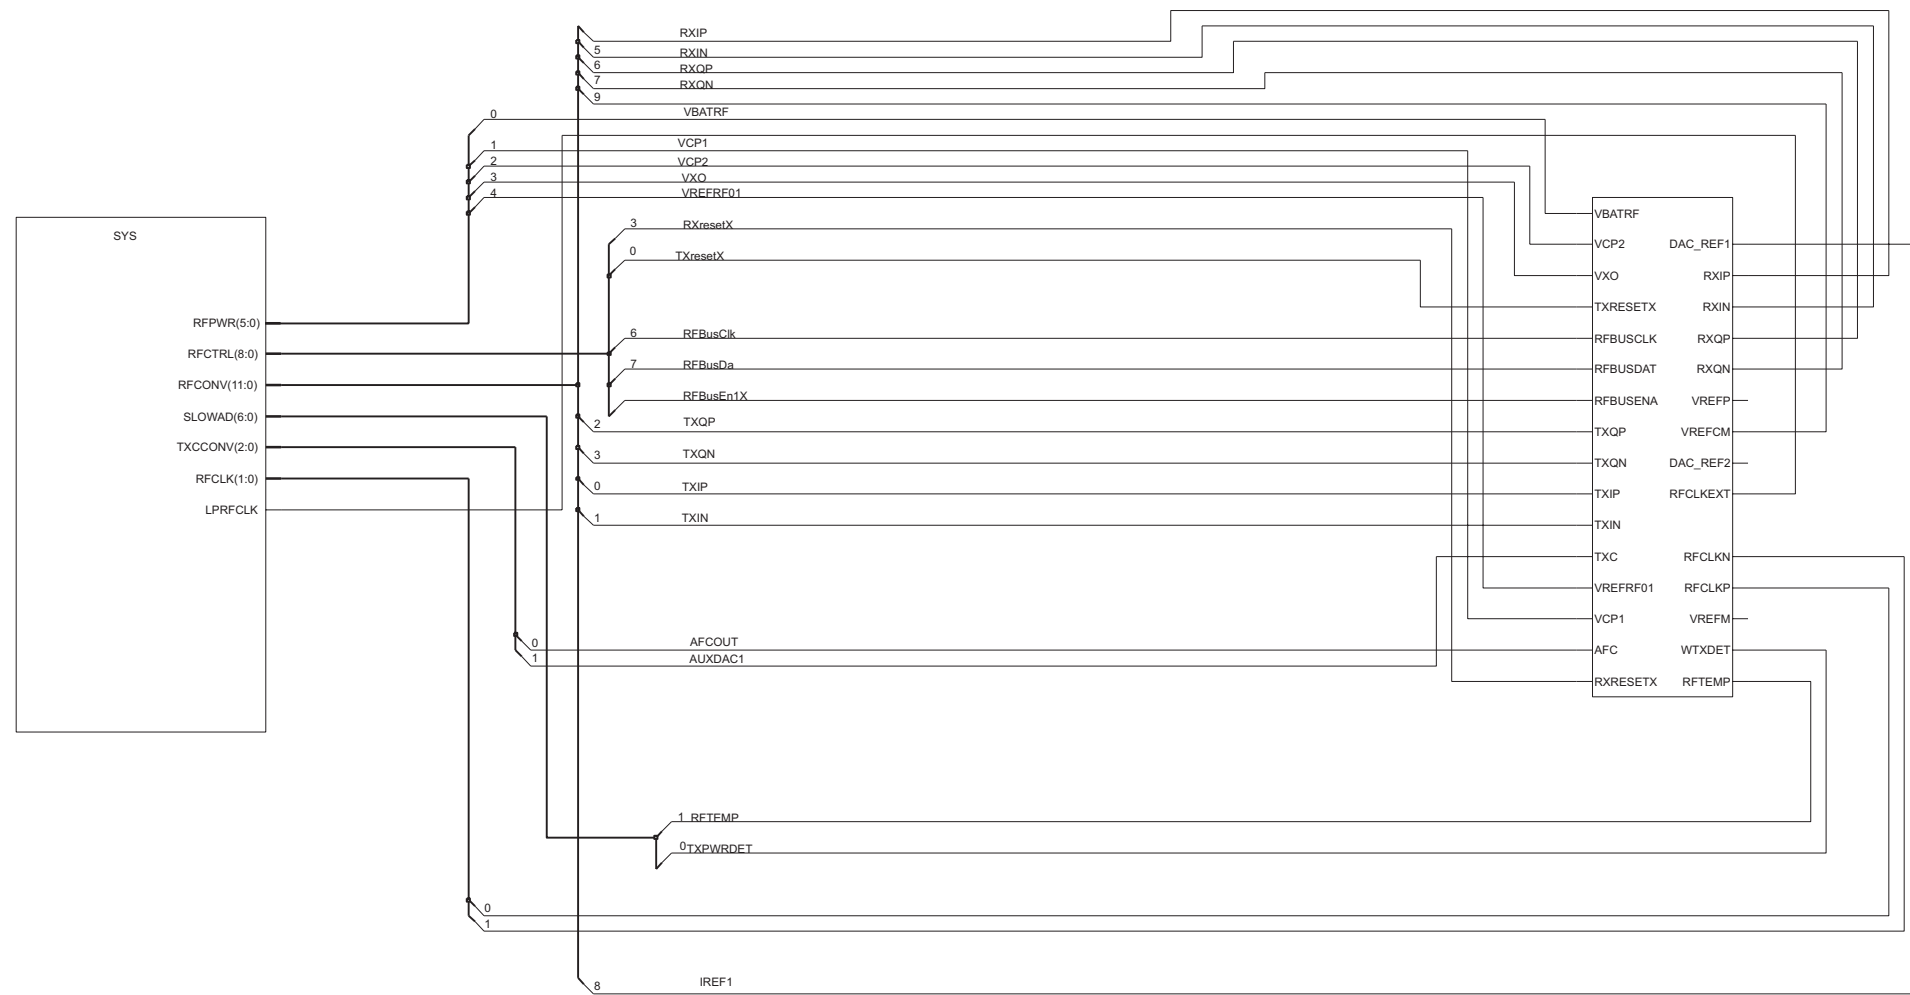 RXIP
5 RXIN
6 RXQP
7 RXQN
9
0 VBATRF
1 VCP1
2 VCP2
3 VXO
4 VREFRF01
3 RXresetX
0 TXresetX
6 RFBusClk
7 RFBusDa
RFBusEn1X
2 TXQP
3 TXQN
0 TXIP
1 TXIN
0 AFCOUT
1 AUXDAC1
1 RFTEMP
0 TXPWRDET
0
1
8 IREF1
SYS
RFPWR(5:0)
RFCTRL(8:0)
RFCONV(11:0)
SLOWAD(6:0)
TXCCONV(2:0)
RFCLK(1:0)
LPRFCLK
VBATRF
VCP2 DAC_REF1
VXO RXIP
TXRESETX RXIN
RFBUSCLK RXQP
RFBUSDAT RXQN
RFBUSENA VREFP
TXQP VREFCM
TXQN DAC_REF2
TXIP RFCLKEXT
TXIN
TXC RFCLKN
VREFRF01 RFCLKP
VCP1 VREFM
AFC WTXDET
RXRESETX RFTEMP